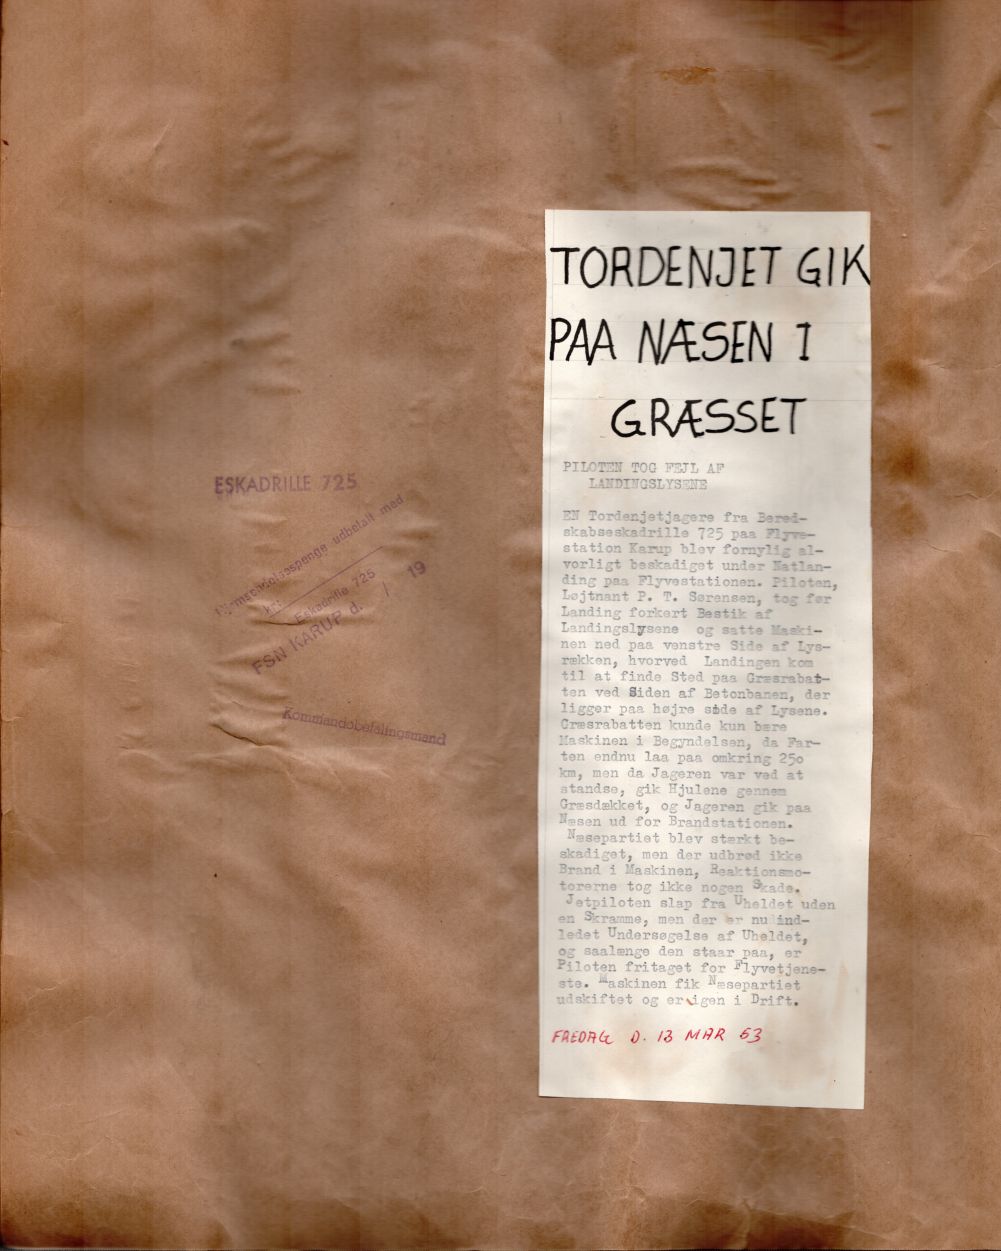 TORDENJET GIK
PAA NÆSEN I
GRÆSSET
PILOTEN TOG FEJL AF
LANDINGSLYSENE
EN Tordenjetjagere fra Bered-
skabseskadrille 725 paa Flyve-
station Karup blev fornylig al-
vorligt beskadiget under Natlan-
ding paa Flyvestationen. Piloten,
Løjtnant P. T. Sørensen, tog før
Landing forkert Bestik af
Landingslysene og satte Maski-
nen ned paa venstre Side af Lys-
rækken, hvorved Landingen kom
til at finde Sted paa Græsrabat-
ten ved Siden af Betonbanen, der
ligger paa højre side af Lysene.
Græsrabatten kunde kun bære
Maskinen i Begyndelsen, da Far-
ten endnu laa paa omkring 250
km, men da Jageren var ved at
standse, gik Hjulene gennem
Græsdækket, og Jageren gik paa
Næsen ud for Brandstationen.
Næsepartiet blev stærkt be-
skadiget, men der udbrød ikke
Brand i Maskinen, Reaktionsmo-
torerne tog ikke nogen Skade.
Jetpiloten slap fra Uheldet uden
en Skramme, men der er nu ind-
ledet Undersøgelse af Uheldet,
og saalænge den staar paa, er
Piloten fritaget for Flyvetjene-
ste. Maskinen fik Næsepartiet
udskiftet og er igen i Drift.
FREDAG D. 13 MAR 53
ESKADRILLE 725
udbetalt med
kr.
Eskadrille 725
FSN KARUP d. / 19
Kommandobefalingsmand